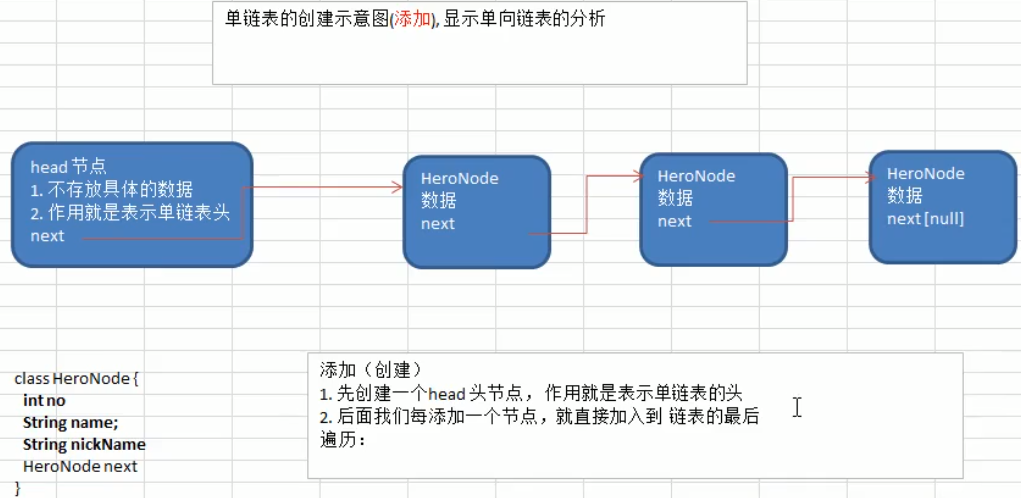 单链表的创建示意图(添加), 显示单向链表的分析
head 节点
1. 不存放具体的数据
2. 作用就是表示单链表头
next
HeroNode
数据
next
HeroNode
数据
next
HeroNode
数据
next [null]
class HeroNode {
int no
String name;
String nickName
HeroNode next
}
添加（创建）
1. 先创建一个head 头节点， 作用就是表示单链表的头
2. 后面我们每添加一个节点，就直接加入到 链表的最后
遍历：